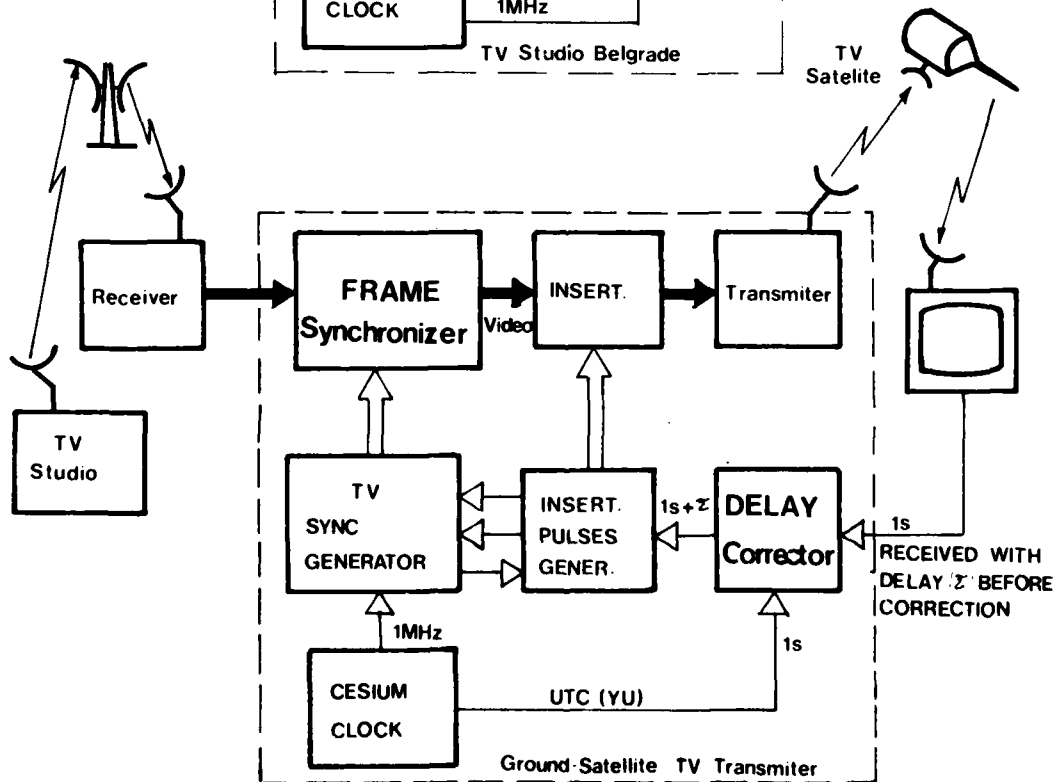 CLOCK
1MHz
TV Studio Belgrade
TV
Satelite
Receiver
FRAME
Synchronizer
Video
INSERT.
Transmiter
TV
Studio
TV
SYNC
GENERATOR
INSERT.
PULSES
GENER.
1s+τ
DELAY
Corrector
1s
RECEIVED WITH
DELAY τ BEFORE
CORRECTION
1MHz
1s
CESIUM
CLOCK
UTC (YU)
Ground-Satellite TV Transmiter